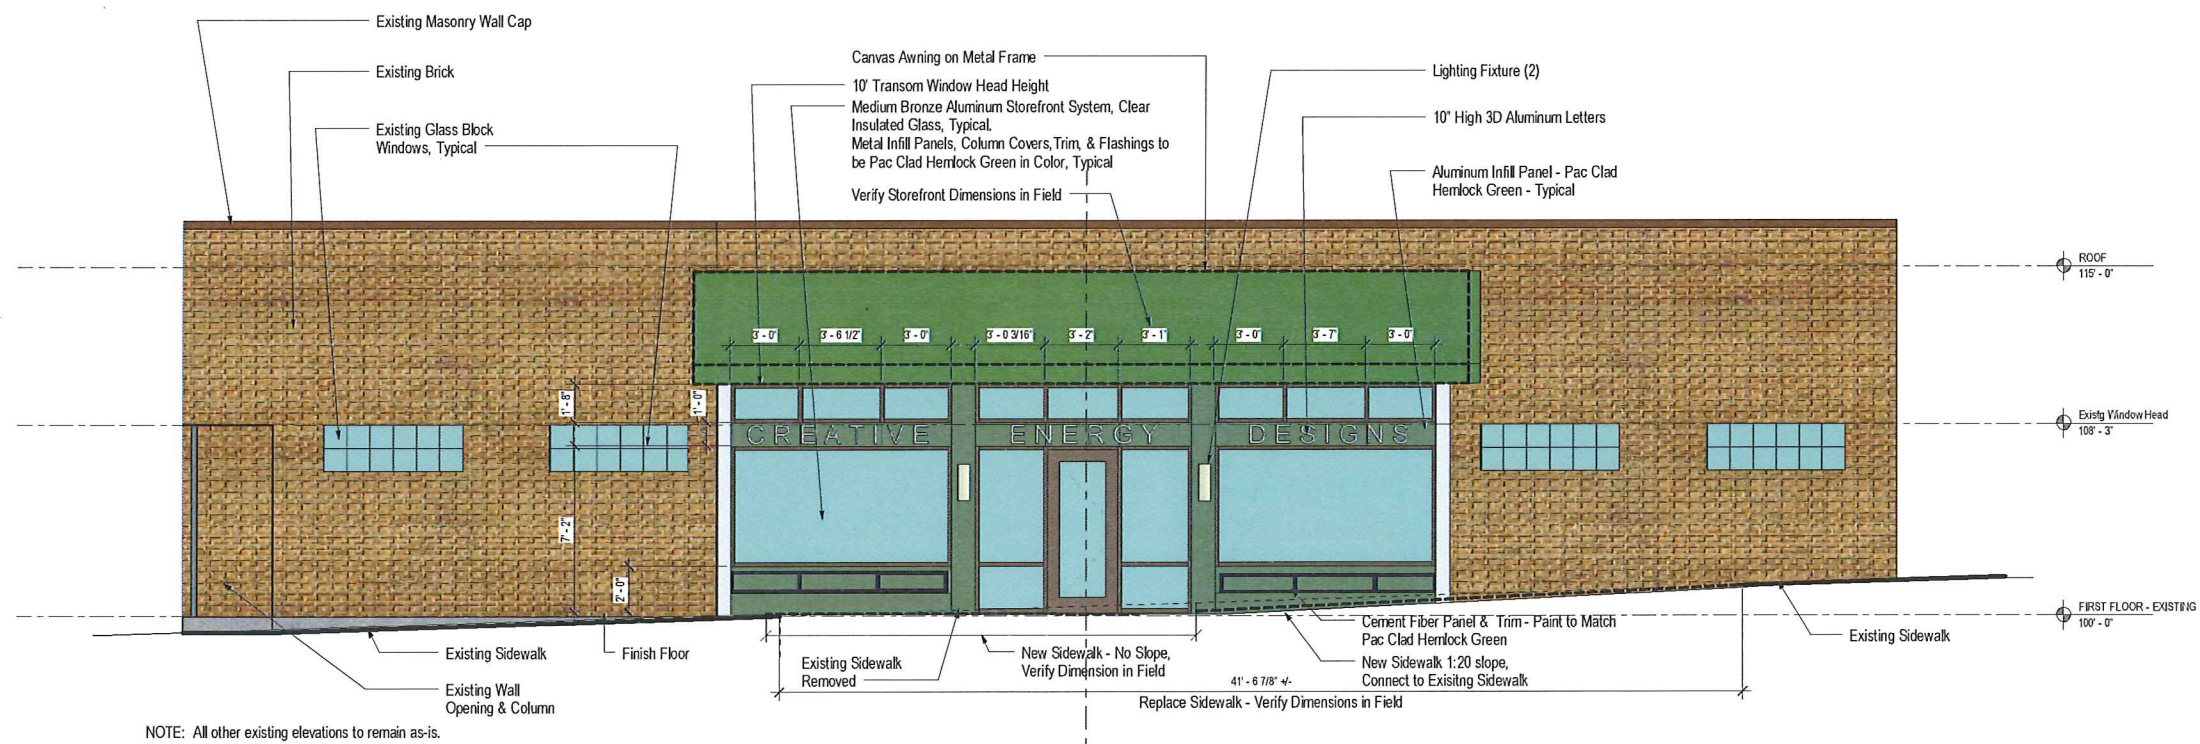 Existing Masonry Wall Cap
Existing Brick
Existing Glass Block
Windows, Typical
Canvas Awning on Metal Frame
10' Transom Window Head Height
Medium Bronze Aluminum Storefront System, Clear
Insulated Glass, Typical.
Metal Infill Panels, Column Covers,Trim, & Flashings to
be Pac Clad Hemlock Green in Color, Typical
Verify Storefront Dimensions in Field
Lighting Fixture (2)
10" High 3D Aluminum Letters
Aluminum Infill Panel - Pac Clad
Hemlock Green - Typical
ROOF
115' - 0"
3' - 0"
3' - 6 1/2"
3' - 0"
3' - 0 3/16"
3' - 2"
3' - 1"
3' - 0"
3' - 7"
3' - 0"
1' - 8"
1' - 0"
Existg Window Head
108' - 3"
CREATIVE ENERGY DESIGNS
7' - 2"
2' - 0"
FIRST FLOOR - EXISTING
100' - 0"
Existing Sidewalk
Finish Floor
Existing Sidewalk
Removed
New Sidewalk - No Slope,
Verify Dimension in Field
Cement Fiber Panel & Trim - Paint to Match
Pac Clad Hemlock Green
New Sidewalk 1:20 slope,
Connect to Exisitng Sidewalk
Existing Sidewalk
41' - 6 7/8" +/-
Replace Sidewalk - Verify Dimensions in Field
Existing Wall
Opening & Column
NOTE: All other existing elevations to remain as-is.